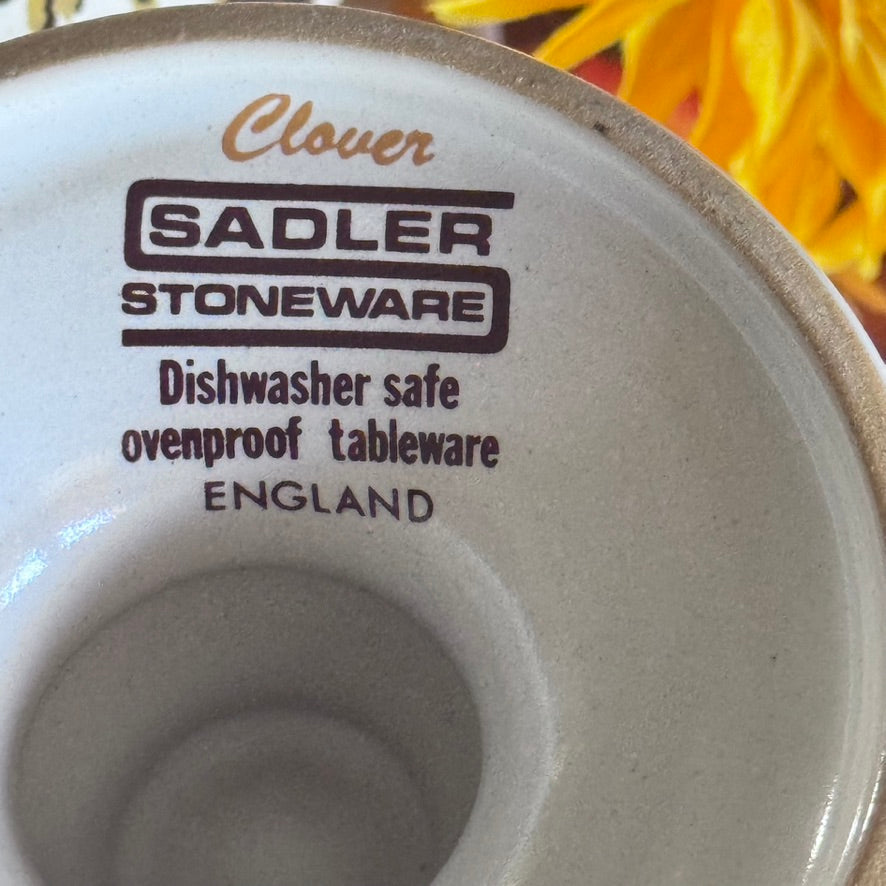 Clover
SADLER
STONEWARE
Dishwasher safe
ovenproof tableware
ENGLAND